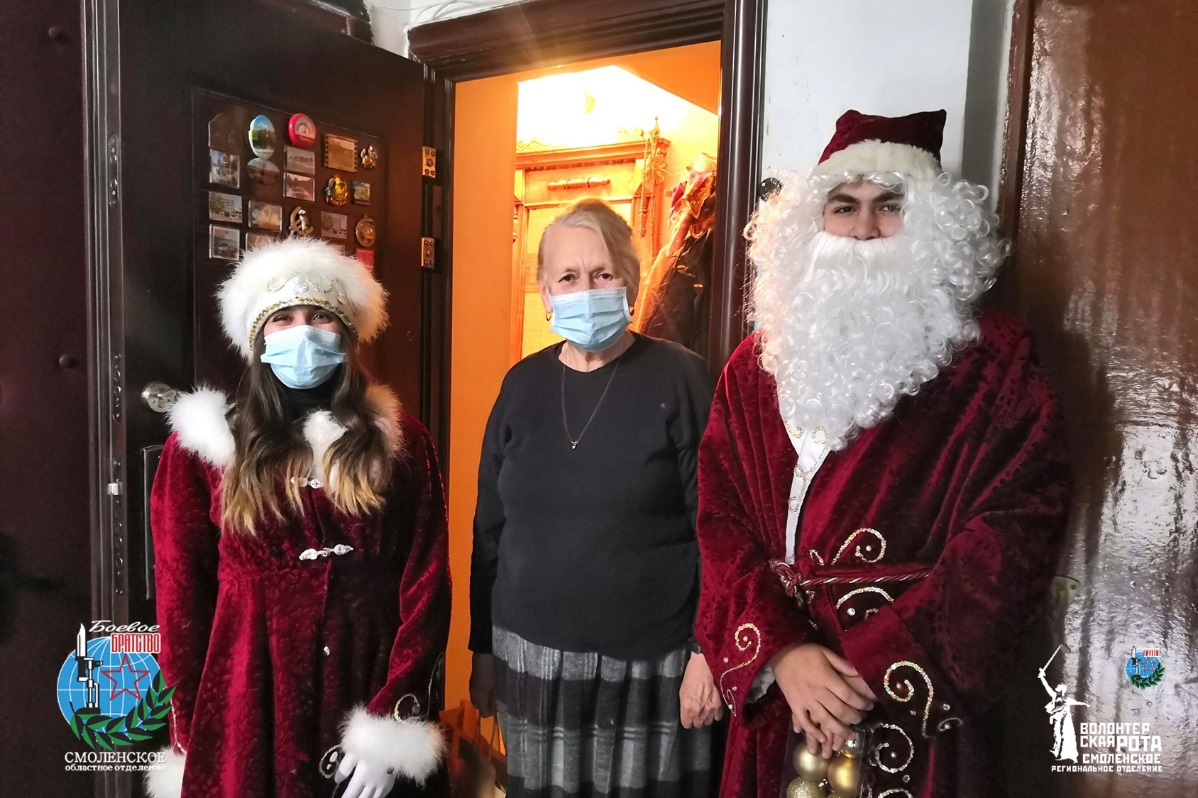 Боевое
БРАТСТВО
СМОЛЕНСКОЕ
областное отделение
ВОЛОНТЕР
СКАЯ РОТА
СМОЛЕНСКОЕ
РЕГИОНАЛЬНОЕ ОТДЕЛЕНИЕ